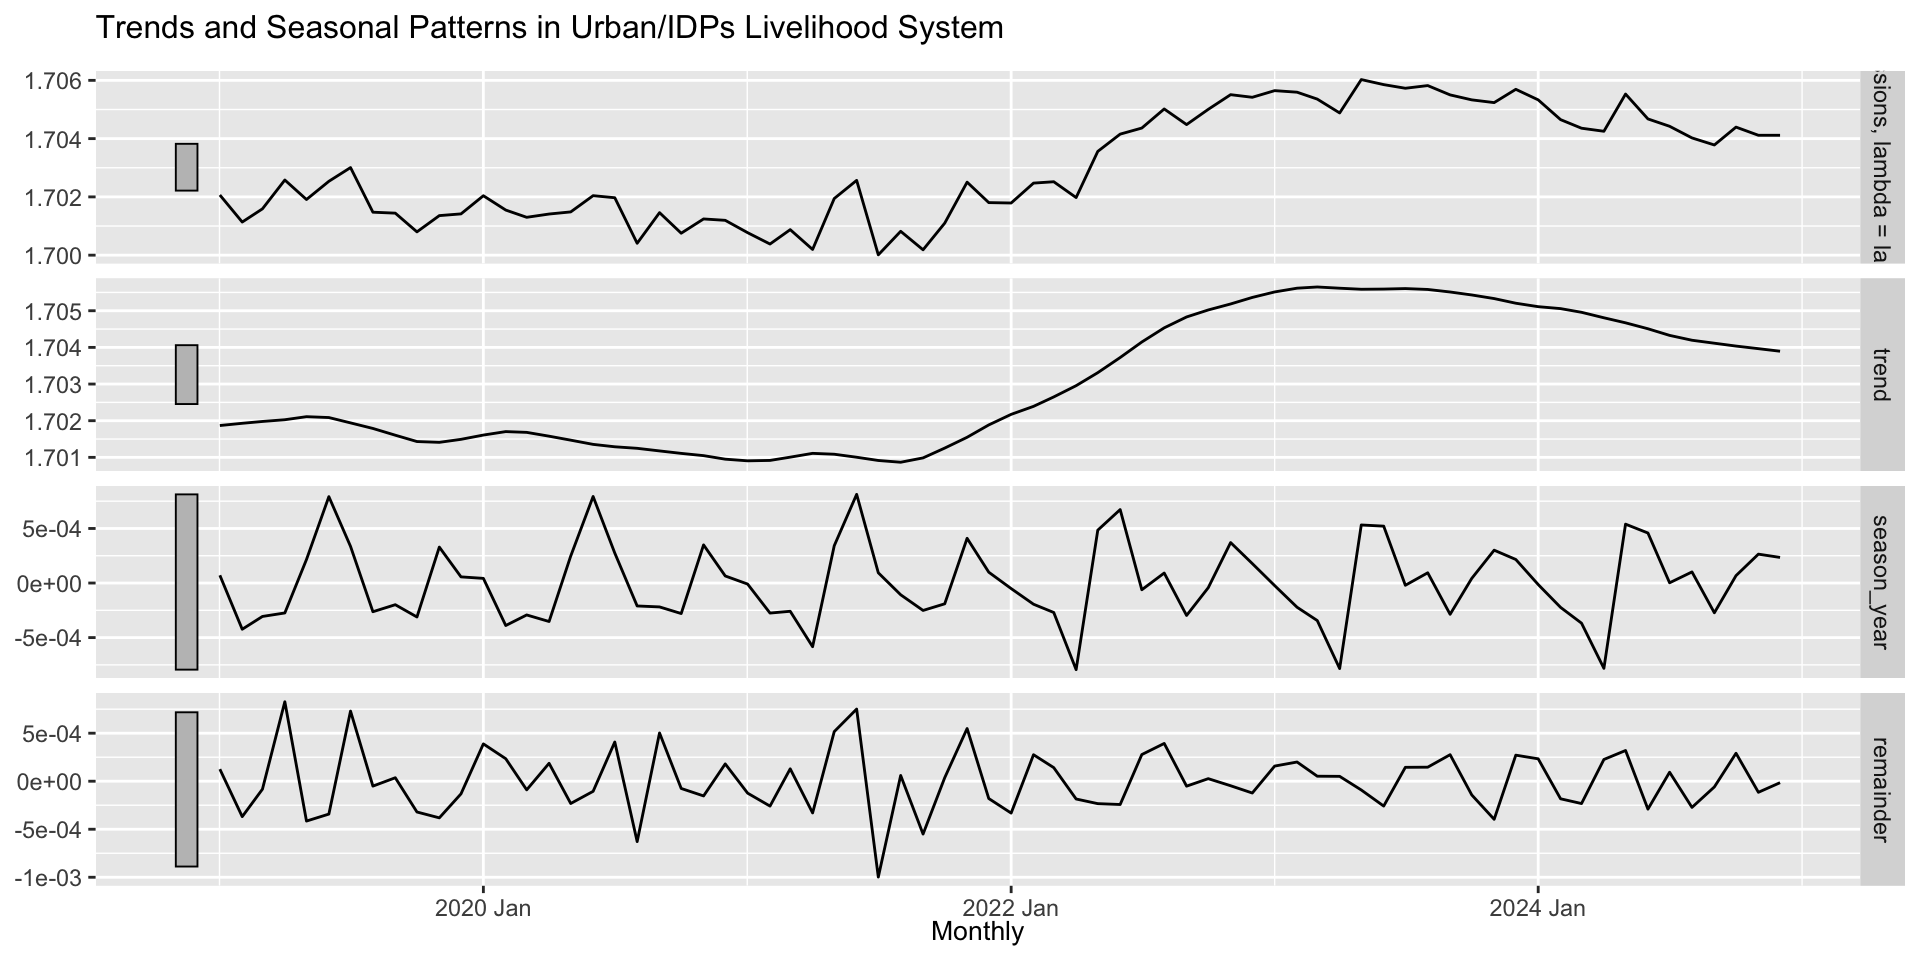 Trends and Seasonal Patterns in Urban/IDPs Livelihood System
1.706
1.704
1.702
1.700
sions, lambda = la
1.705
1.704
1.703
1.702
1.701
trend
5e-04
0e+00
-5e-04
season_year
5e-04
0e+00
-5e-04
-1e-03
remainder
2020 Jan
2022 Jan
2024 Jan
Monthly